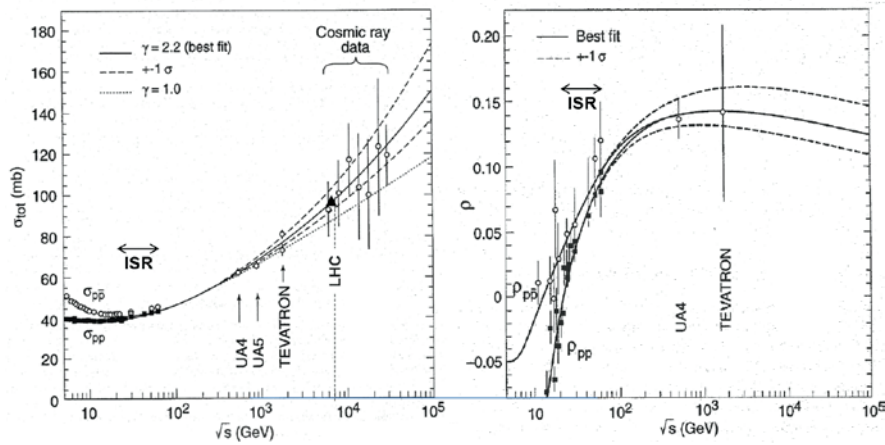 180
160
140
120
100
80
60
40
20
0
σtot (mb)
γ = 2.2 (best fit)
+-1 σ
γ = 1.0
Cosmic ray
data
ISR
σpp̅
σpp
UA4
UA5
TEVATRON
LHC
10
10²
10³
10⁴
10⁵
√s (GeV)
0.20
0.15
0.10
0.05
0
−0.05
ρ
Best fit
+-1 σ
ISR
ρpp̅
ρpp
UA4
TEVATRON
10
10²
10³
10⁴
10⁵
√s (GeV)